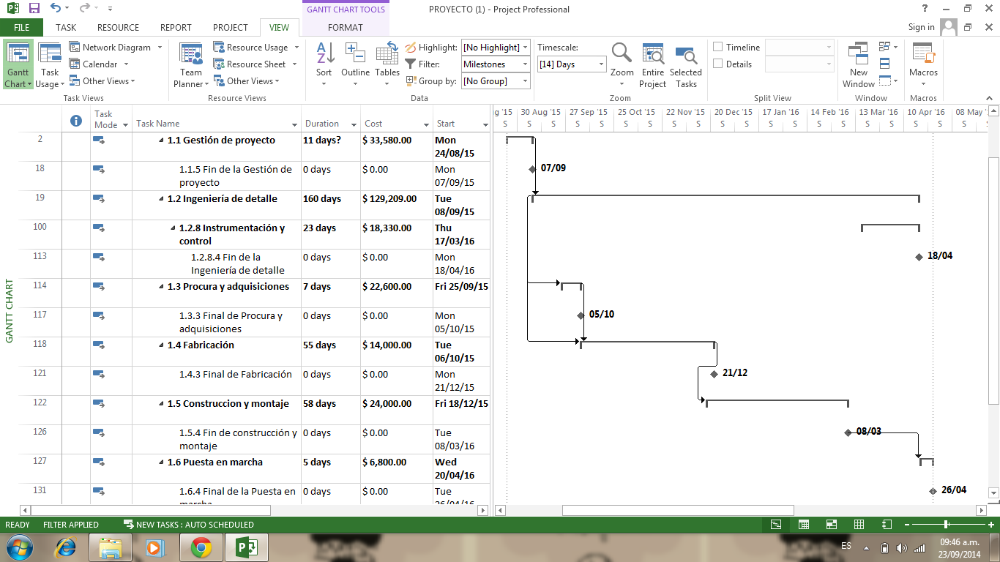 GANTT CHART TOOLS
PROYECTO (1) - Project Professional
FILE TASK RESOURCE REPORT PROJECT VIEW FORMAT Sign in
Gantt Chart
Task Usage
Network Diagram
Calendar
Other Views
Task Views
Team Planner
Resource Usage
Resource Sheet
Other Views
Resource Views
Sort
Outline
Tables
Highlight: [No Highlight]
Filter: Milestones
Group by: [No Group]
Data
Timescale:
[14] Days
Zoom
Entire Project
Selected Tasks
Zoom
Timeline
Details
Split View
New Window
Window
Macros
Macros
Task Mode Task Name Duration Cost Start
g '15 30 Aug '15 27 Sep '15 25 Oct '15 22 Nov '15 20 Dec '15 17 Jan '16 14 Feb '16 13 Mar '16 10 Apr '16 08 May '16
S S S S S S S S S S S S S S S S S S S S
GANTT CHART
2 1.1 Gestión de proyecto 11 days? $ 33,580.00 Mon
24/08/15
18 1.1.5 Fin de la Gestión de 0 days $ 0.00 Mon
proyecto 07/09/15
07/09
19 1.2 Ingeniería de detalle 160 days $ 129,209.00 Tue
08/09/15
100 1.2.8 Instrumentación y 23 days $ 18,330.00 Thu
control 17/03/16
113 1.2.8.4 Fin de la 0 days $ 0.00 Mon
Ingeniería de detalle 18/04/16
18/04
114 1.3 Procura y adquisiciones 7 days $ 22,600.00 Fri 25/09/15
117 1.3.3 Final de Procura y 0 days $ 0.00 Mon
adquisiciones 05/10/15
05/10
118 1.4 Fabricación 55 days $ 14,000.00 Tue
06/10/15
121 1.4.3 Final de Fabricación 0 days $ 0.00 Mon
21/12/15
21/12
122 1.5 Construccion y montaje 58 days $ 24,000.00 Fri 18/12/15
126 1.5.4 Fin de construcción y 0 days $ 0.00 Tue
montaje 08/03/16
08/03
127 1.6 Puesta en marcha 5 days $ 6,800.00 Wed
20/04/16
131 1.6.4 Final de la Puesta en 0 days $ 0.00 Tue
marcha 26/04/16
26/04
READY FILTER APPLIED NEW TASKS : AUTO SCHEDULED
ES
09:46 a.m.
23/09/2014